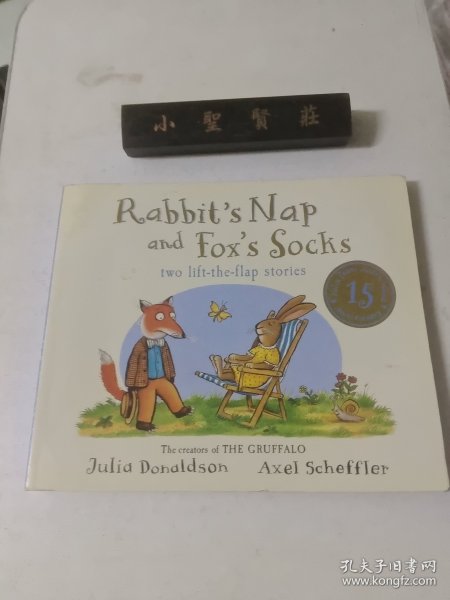 小聖賢莊
Rabbit's Nap
and Fox's Socks
two lift-the-flap stories
15
The creators of THE GRUFFALO
Julia Donaldson Axel Scheffler
孔夫子旧书网
www.kongfz.com